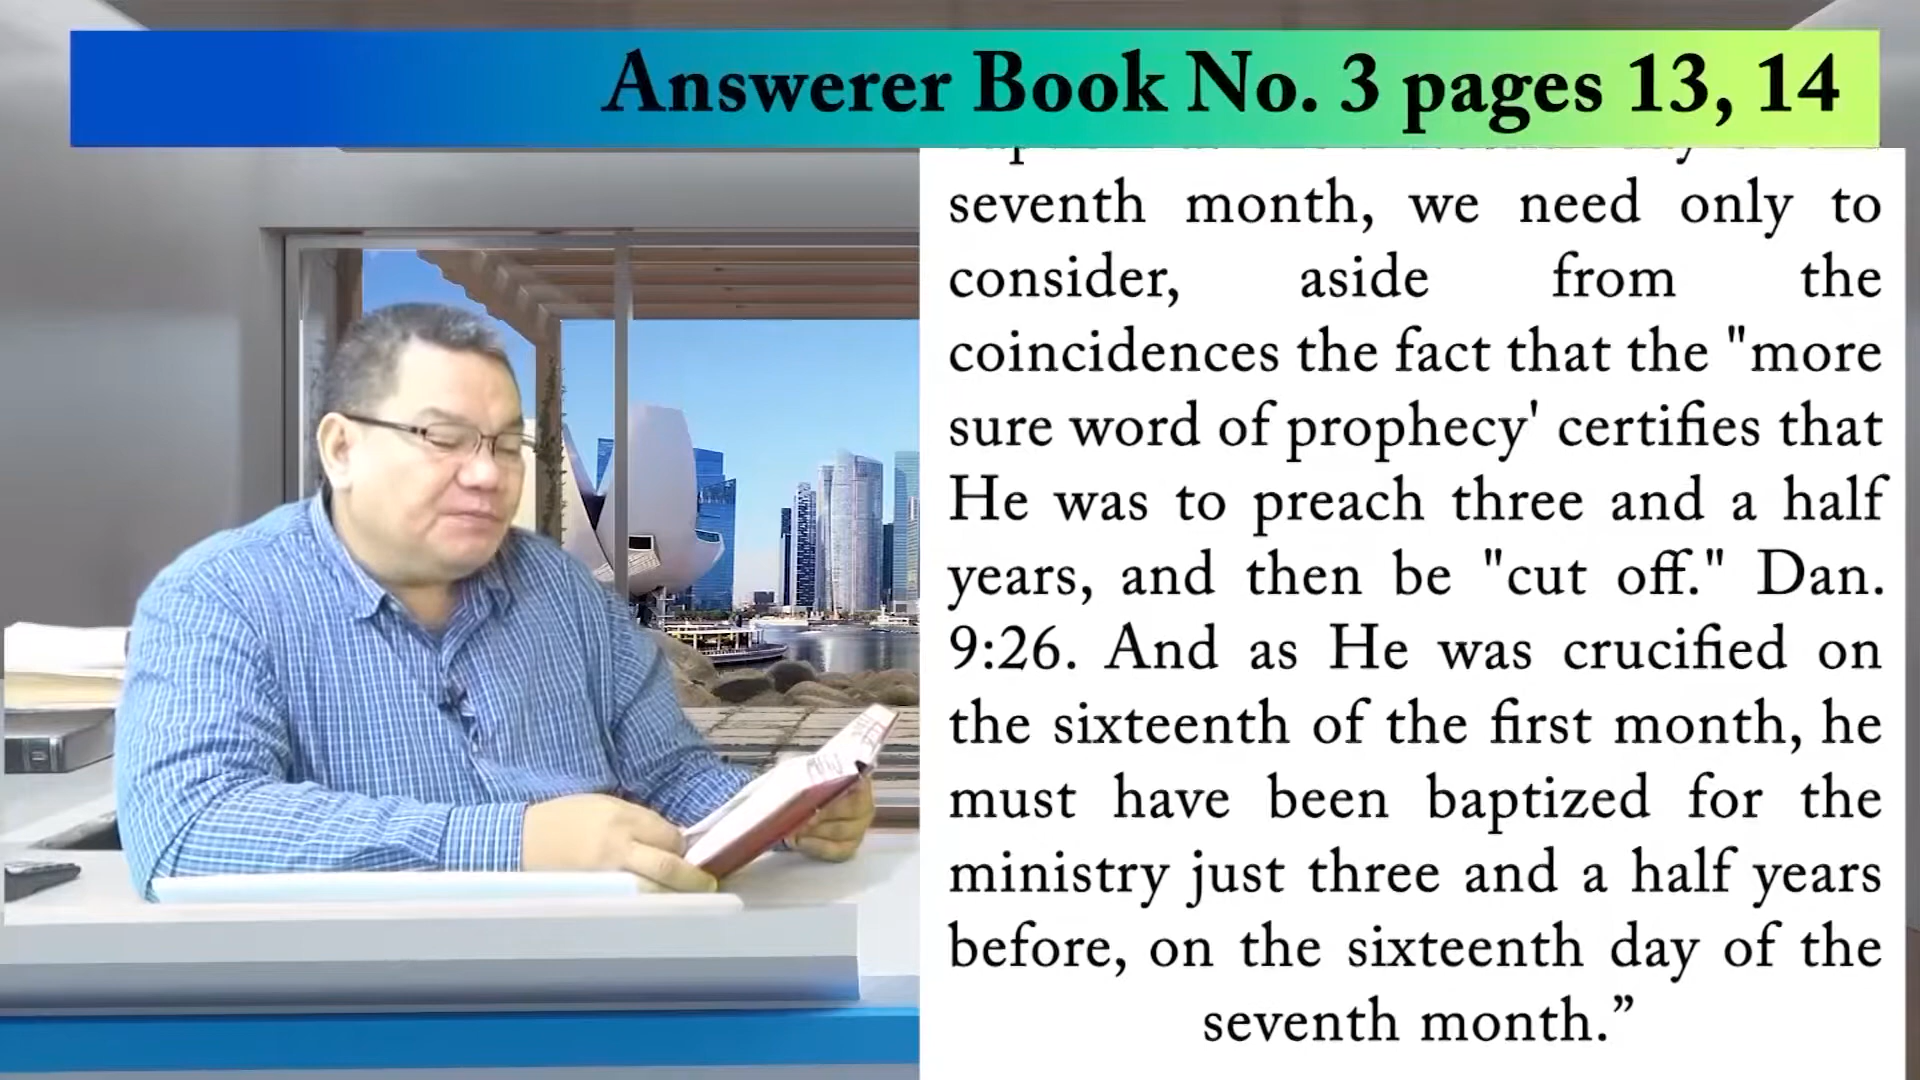 Answerer Book No. 3 pages 13, 14
seventh month, we need only to
consider, aside from the
coincidences the fact that the "more
sure word of prophecy' certifies that
He was to preach three and a half
years, and then be "cut off." Dan.
9:26. And as He was crucified on
the sixteenth of the first month, he
must have been baptized for the
ministry just three and a half years
before, on the sixteenth day of the
seventh month.”